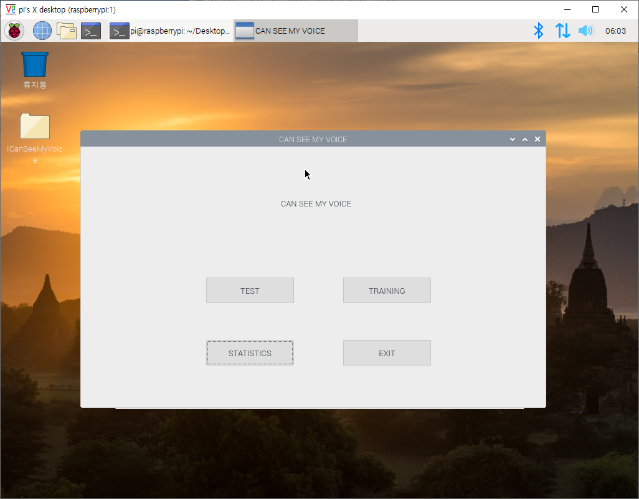 pi's X desktop (raspberrypi:1)
pi@raspberrypi: ~/Desktop...
CAN SEE MY VOICE
06:03
휴지통
ICanSeeMyVoic
e
CAN SEE MY VOICE
CAN SEE MY VOICE
TEST
TRAINING
STATISTICS
EXIT